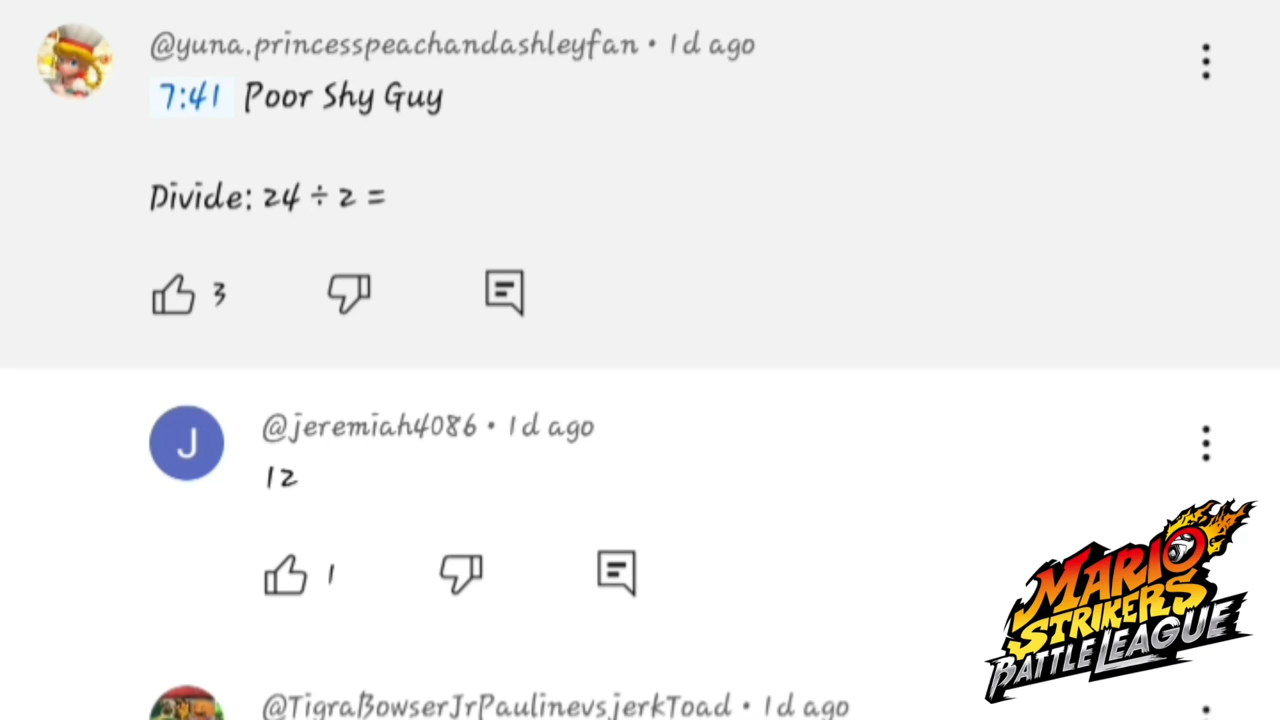 @yuna.princesspeachandashleyfan • 1d ago
7:41 Poor Shy Guy
Divide: 24 ÷ 2 =
3
J
@jeremiah4086 • 1d ago
12
1
MARIO
STRIKERS
BATTLE LEAGUE
@TigraBowserJrPaulinevsjerkToad • 1d ago